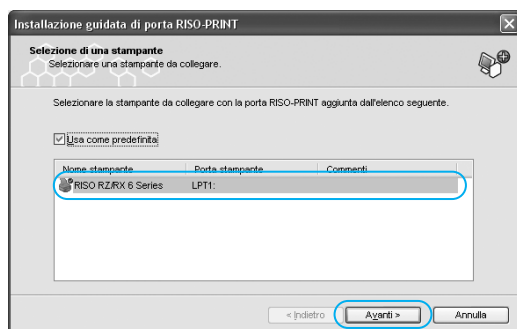 Installazione guidata di porta RISO-PRINT
Selezione di una stampante
Selezionare una stampante da collegare.
Selezionare la stampante da collegare con la porta RISO-PRINT aggiunta dall'elenco seguente.
Usa come predefinita
Nome stampante Porta stampante Commenti
RISO RZ/RX 6 Series LPT1:
< Indietro Avanti > Annulla